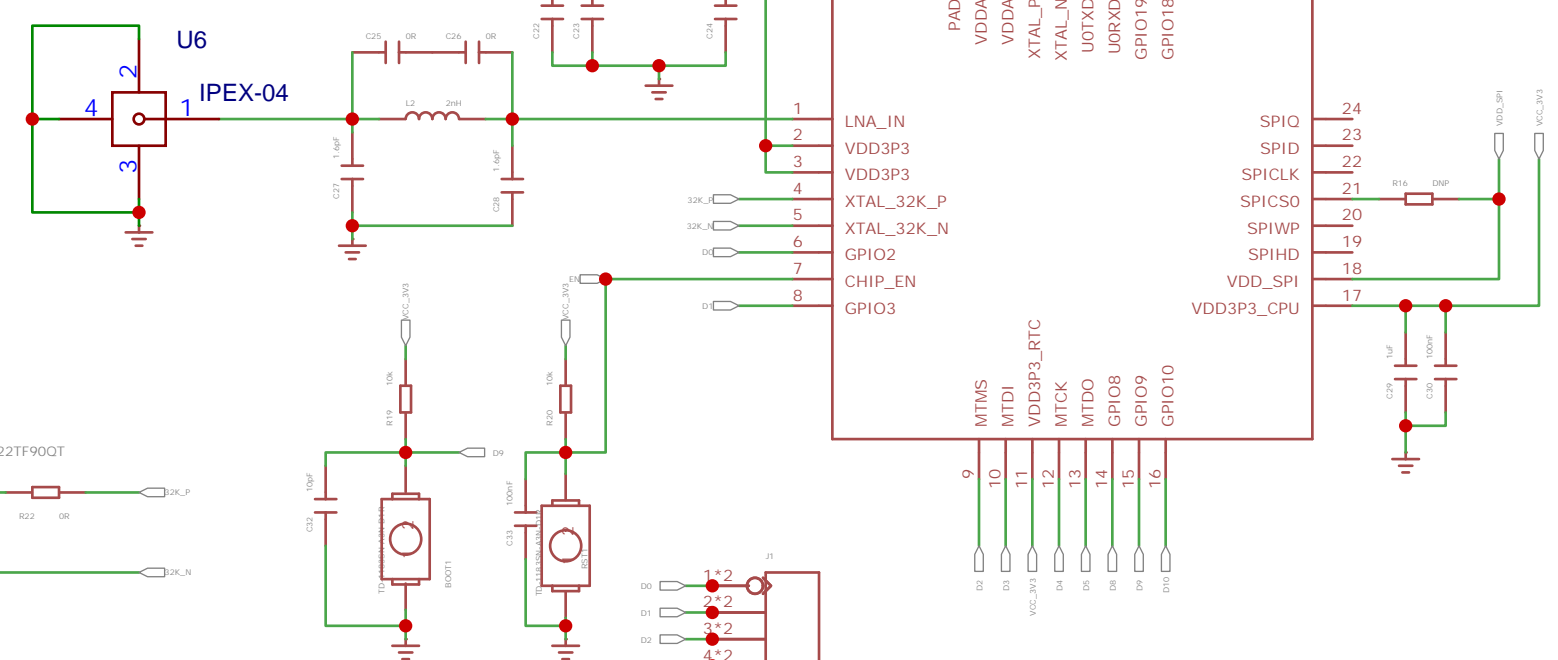 U6
IPEX-04
2
4
1
3
C25 0R C26 0R
L2 2nH
1.6pF
C27
1.6pF
C28
C22
C23
C24
PAD
VDDA
VDDA
XTAL_P
XTAL_N
U0TXD
U0RXD
GPIO19
GPIO18
1 LNA_IN
2 VDD3P3
3 VDD3P3
32K_P 4 XTAL_32K_P
32K_N 5 XTAL_32K_N
D0 6 GPIO2
EN 7 CHIP_EN
D1 8 GPIO3
SPIQ 24
SPID 23
SPICLK 22
SPICS0 21
SPIWP 20
SPIHD 19
VDD_SPI 18
VDD3P3_CPU 17
R16 DNP
VDD_SPI
VCC_3V3
1uF
C29
100nF
C30
MTMS
MTDI
VDD3P3_RTC
MTCK
MTDO
GPIO8
GPIO9
GPIO10
9
10
11
12
13
14
15
16
D2
D3
VCC_3V3
D4
D5
D8
D9
D10
VCC_3V3
10k
R19
D9
10pF
C32
BOOT1
VCC_3V3
10k
R20
100nF
C33
RST1
22TF90QT
R22 0R
32K_P
32K_N
J1
D0 1*2
D1 2*2
D2 3*2
4*2